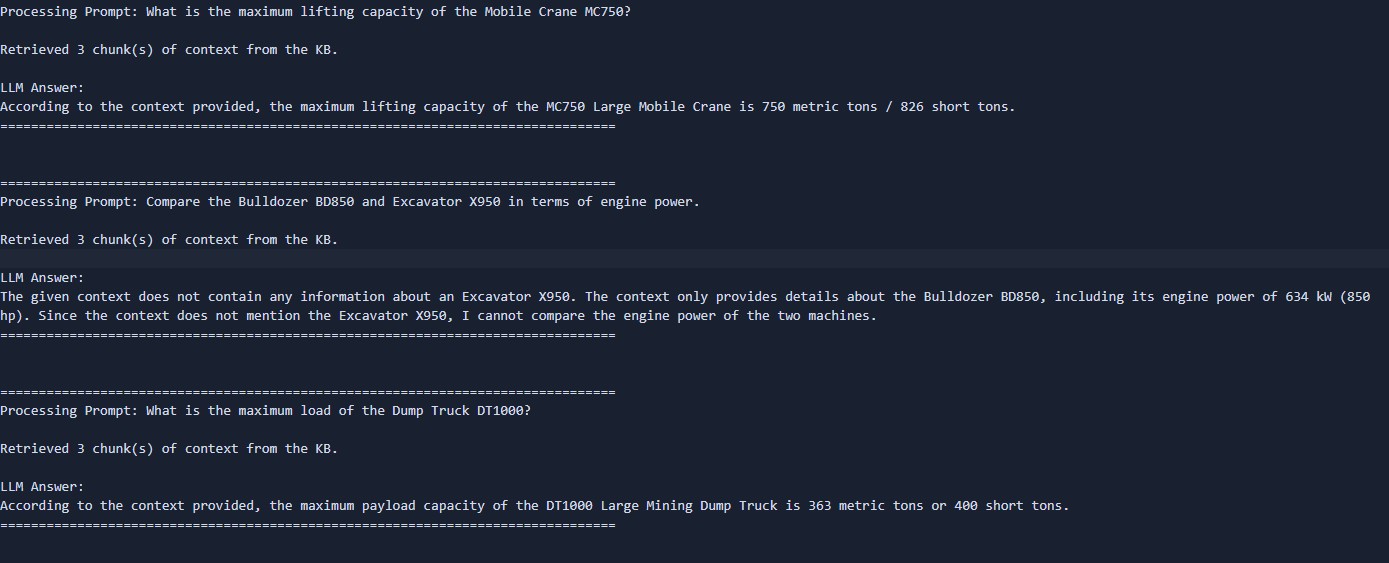 Processing Prompt: What is the maximum lifting capacity of the Mobile Crane MC750?
Retrieved 3 chunk(s) of context from the KB.
LLM Answer:
According to the context provided, the maximum lifting capacity of the MC750 Large Mobile Crane is 750 metric tons / 826 short tons.
================================================================================
================================================================================
Processing Prompt: Compare the Bulldozer BD850 and Excavator X950 in terms of engine power.
Retrieved 3 chunk(s) of context from the KB.
LLM Answer:
The given context does not contain any information about an Excavator X950. The context only provides details about the Bulldozer BD850, including its engine power of 634 kW (850
hp). Since the context does not mention the Excavator X950, I cannot compare the engine power of the two machines.
================================================================================
================================================================================
Processing Prompt: What is the maximum load of the Dump Truck DT1000?
Retrieved 3 chunk(s) of context from the KB.
LLM Answer:
According to the context provided, the maximum payload capacity of the DT1000 Large Mining Dump Truck is 363 metric tons or 400 short tons.
================================================================================